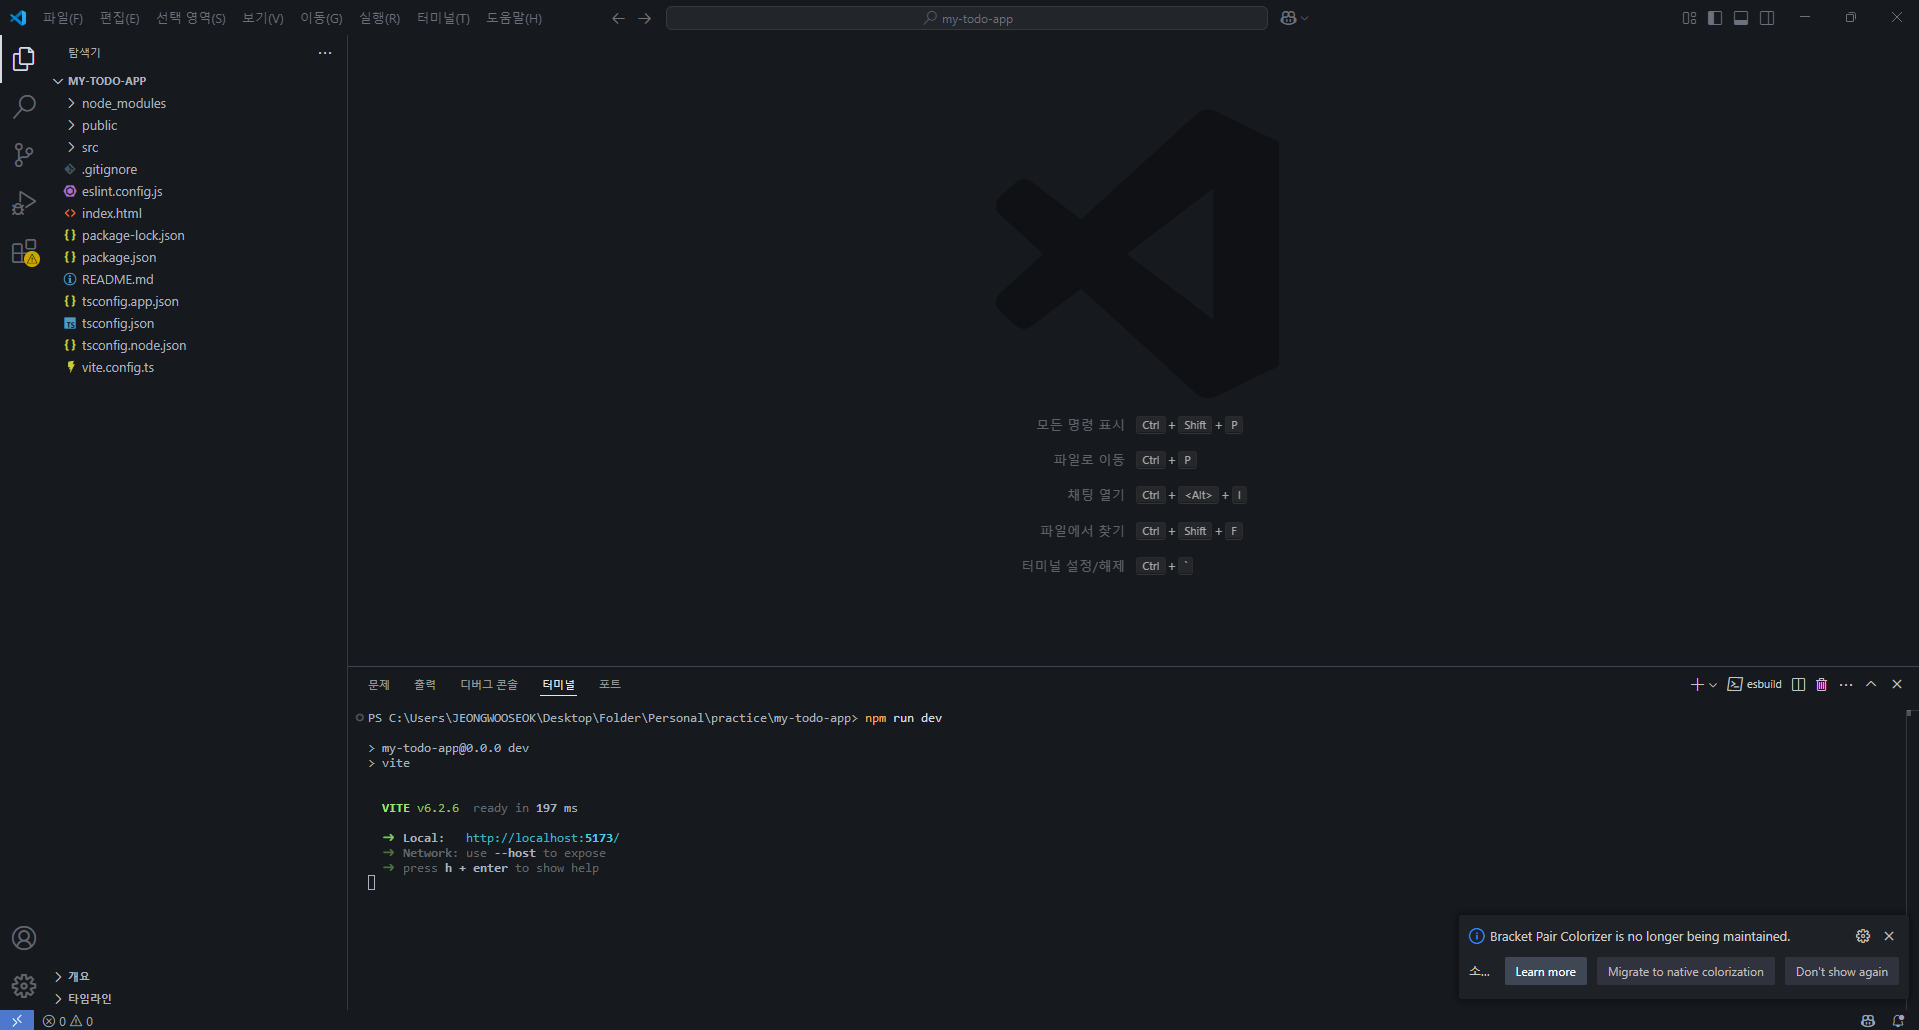 파일(F) 편집(E) 선택 영역(S) 보기(V) 이동(G) 실행(R) 터미널(T) 도움말(H) my-todo-app
탐색기
MY-TODO-APP
node_modules
public
src
.gitignore
eslint.config.js
index.html
package-lock.json
package.json
README.md
tsconfig.app.json
tsconfig.json
tsconfig.node.json
vite.config.ts
개요
타임라인
모든 명령 표시 Ctrl + Shift + P
파일로 이동 Ctrl + P
채팅 열기 Ctrl + <Alt> + I
파일에서 찾기 Ctrl + Shift + F
터미널 설정/해제 Ctrl + `
문제 출력 디버그 콘솔 터미널 포트 esbuild
PS C:\Users\JEONGWOOSEOK\Desktop\Folder\Personal\practice\my-todo-app> npm run dev
> my-todo-app@0.0.0 dev
> vite
VITE v6.2.6 ready in 197 ms
➜ Local: http://localhost:5173/
➜ Network: use --host to expose
➜ press h + enter to show help
Bracket Pair Colorizer is no longer being maintained.
소... Learn more Migrate to native colorization Don't show again
0 0